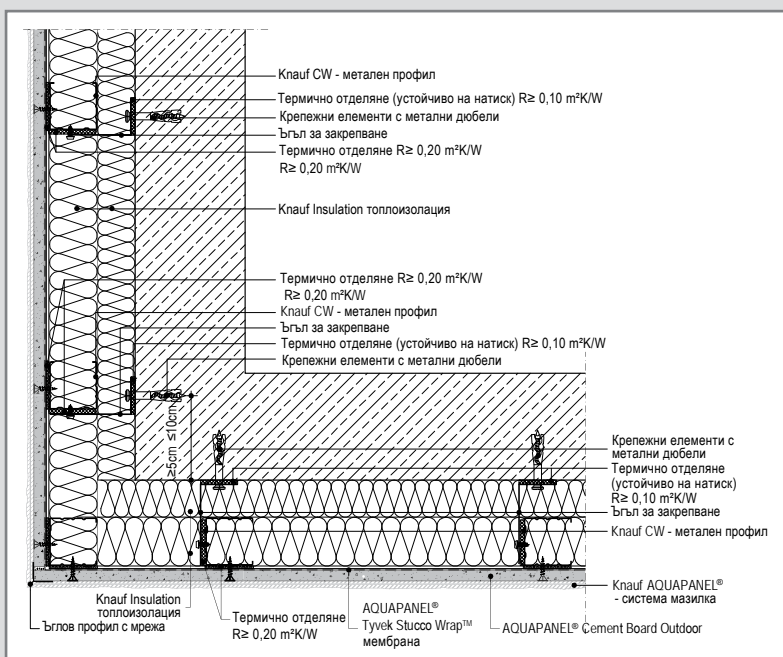 Knauf CW - метален профил
Термично отделяне (устойчиво на натиск) R≥ 0,10 m²K/W
Крепежни елементи с метални дюбели
Ъгъл за закрепване
Термично отделяне R≥ 0,20 m²K/W
R≥ 0,20 m²K/W
Knauf Insulation топлоизолация
Термично отделяне R≥ 0,20 m²K/W
R≥ 0,20 m²K/W
Knauf CW - метален профил
Ъгъл за закрепване
Термично отделяне (устойчиво на натиск) R≥ 0,10 m²K/W
Крепежни елементи с метални дюбели
≥5cm ≤10cm
Крепежни елементи с
метални дюбели
Термично отделяне
(устойчиво на натиск)
R≥ 0,10 m²K/W
Ъгъл за закрепване
Knauf CW - метален профил
Knauf AQUAPANEL®
- система мазилка
Knauf Insulation
топлоизолация
Ъглов профил с мрежа
Термично отделяне
R≥ 0,20 m²K/W
AQUAPANEL®
Tyvek Stucco Wrap™
мембрана
AQUAPANEL® Cement Board Outdoor